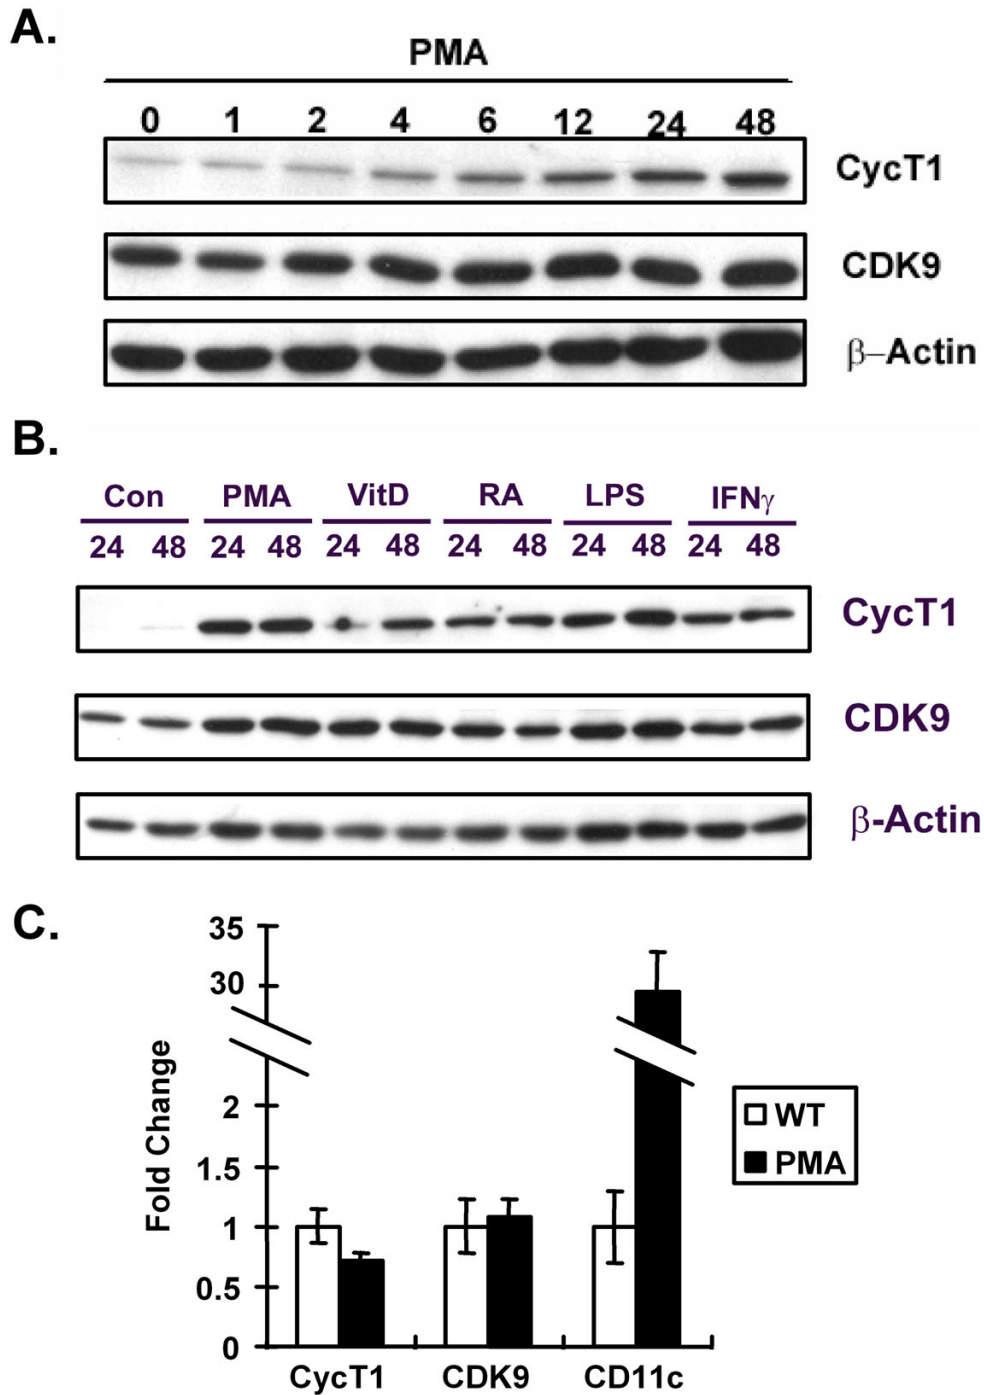 A.
PMA
0 1 2 4 6 12 24 48
CycT1
CDK9
β–Actin
B.
Con PMA VitD RA LPS IFNγ
24 48 24 48 24 48 24 48 24 48 24 48
CycT1
CDK9
β-Actin
C.
35
30
2
1.5
1
0.5
0
Fold Change
WT
PMA
CycT1 CDK9 CD11c